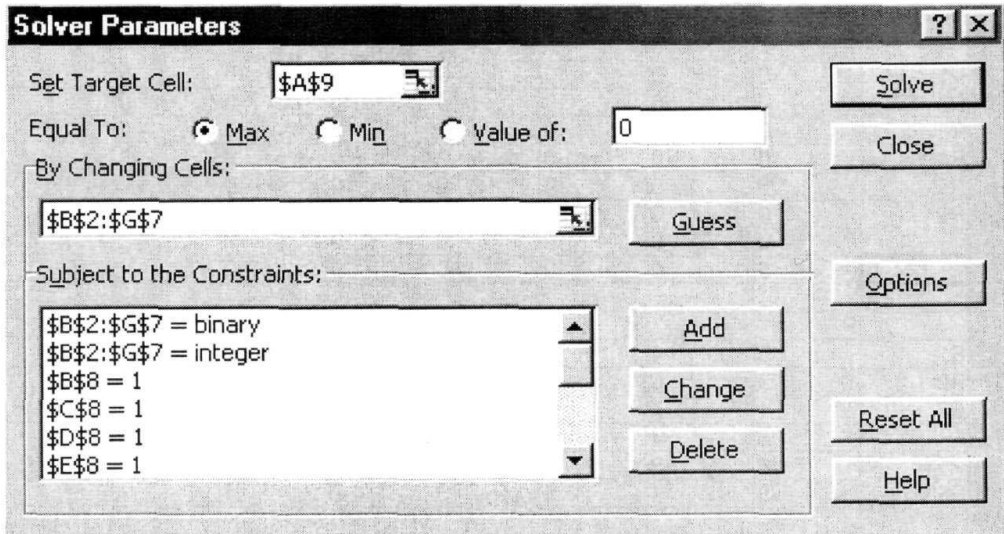 Solver Parameters ? ×
Set Target Cell: $A$9 Solve
Equal To: Max Min Value of: 0 Close
By Changing Cells:
$B$2:$G$7 Guess
Subject to the Constraints: Options
$B$2:$G$7 = binary Add
$B$2:$G$7 = integer
$B$8 = 1 Change
$C$8 = 1 Reset All
$D$8 = 1 Delete
$E$8 = 1 Help